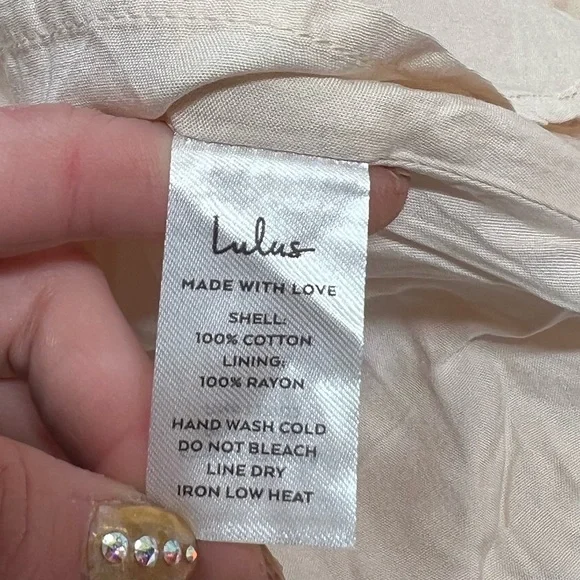 Lulus
MADE WITH LOVE
SHELL:
100% COTTON
LINING:
100% RAYON
HAND WASH COLD
DO NOT BLEACH
LINE DRY
IRON LOW HEAT